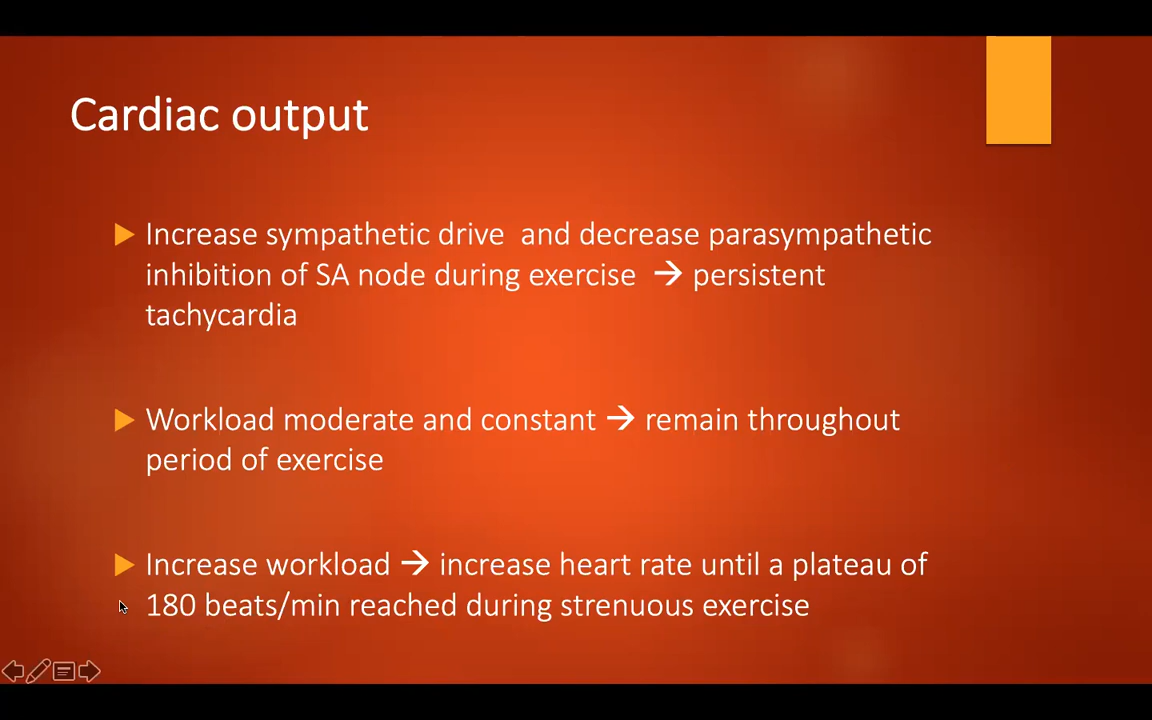 Cardiac output
Increase sympathetic drive  and decrease parasympathetic
inhibition of SA node during exercise  → persistent
tachycardia
Workload moderate and constant → remain throughout
period of exercise
Increase workload → increase heart rate until a plateau of
180 beats/min reached during strenuous exercise